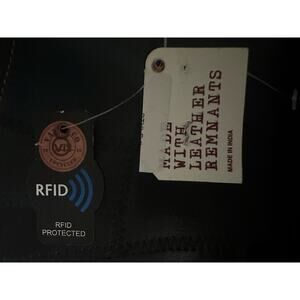 MADE
WITH
LEATHER
REMNANTS
MADE IN INDIA
RFID
RFID
PROTECTED